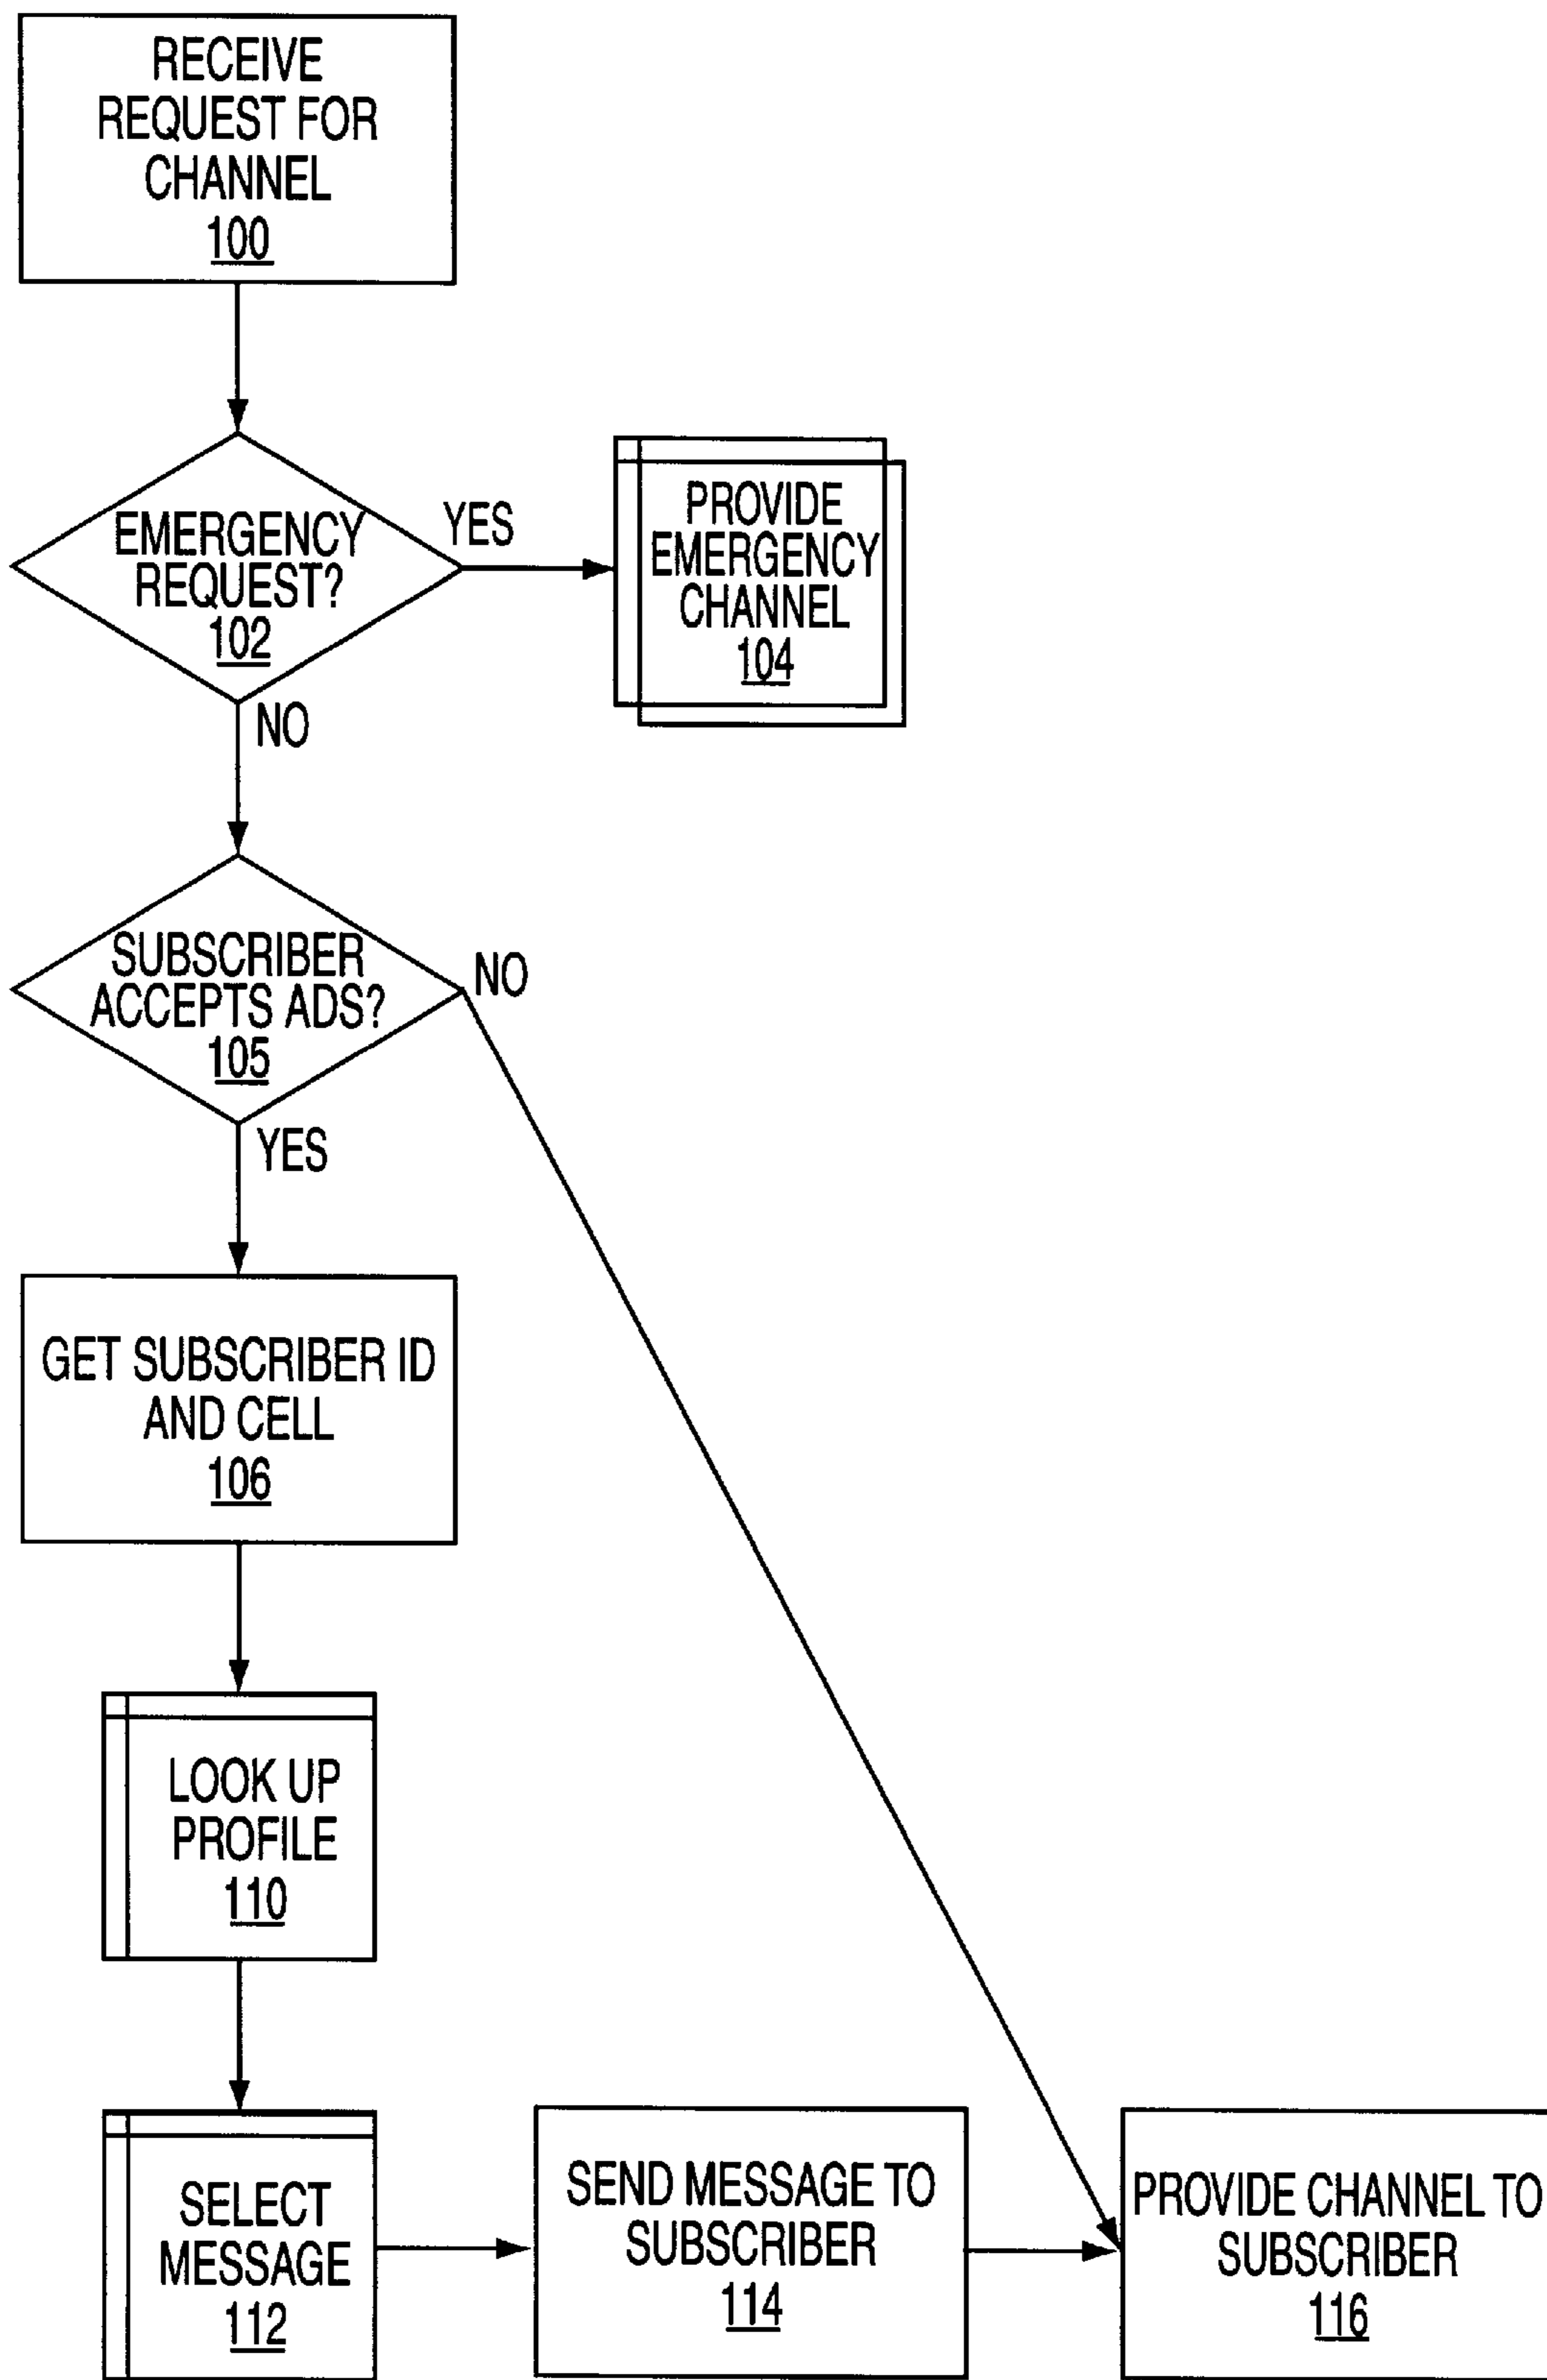 RECEIVE
REQUEST FOR
CHANNEL
100
EMERGENCY
REQUEST?
102
YES
PROVIDE
EMERGENCY
CHANNEL
104
NO
SUBSCRIBER
ACCEPTS ADS?
105
NO
YES
GET SUBSCRIBER ID
AND CELL
106
LOOK UP
PROFILE
110
SELECT
MESSAGE
112
SEND MESSAGE TO
SUBSCRIBER
114
PROVIDE CHANNEL TO
SUBSCRIBER
116